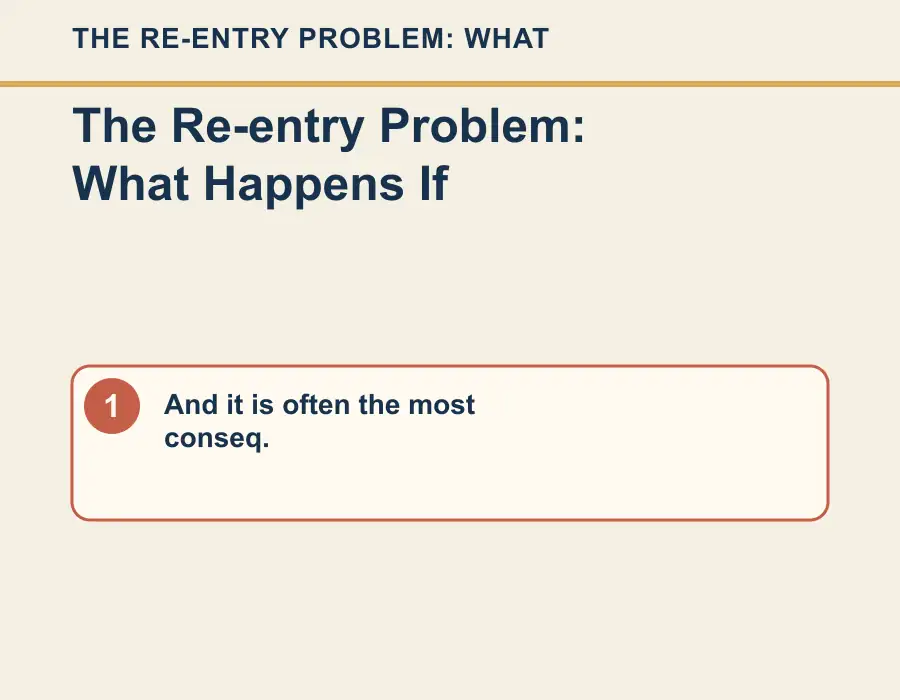 THE RE-ENTRY PROBLEM: WHAT
The Re-entry Problem:
What Happens If
1
And it is often the most
conseq.